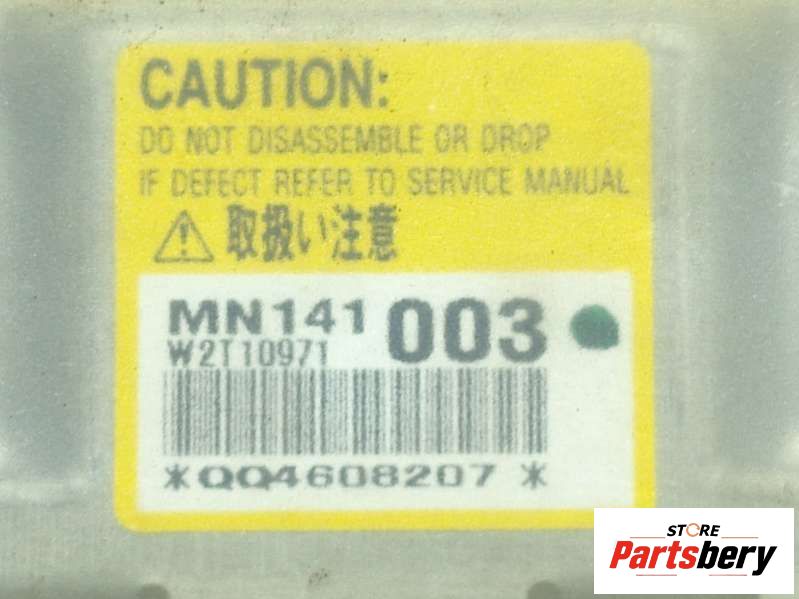 CAUTION:
DO NOT DISASSEMBLE OR DROP
IF DEFECT REFER TO SERVICE MANUAL
取扱い注意
MN141 003
W2T10971
*QQ4608207*
STORE
Partsbery